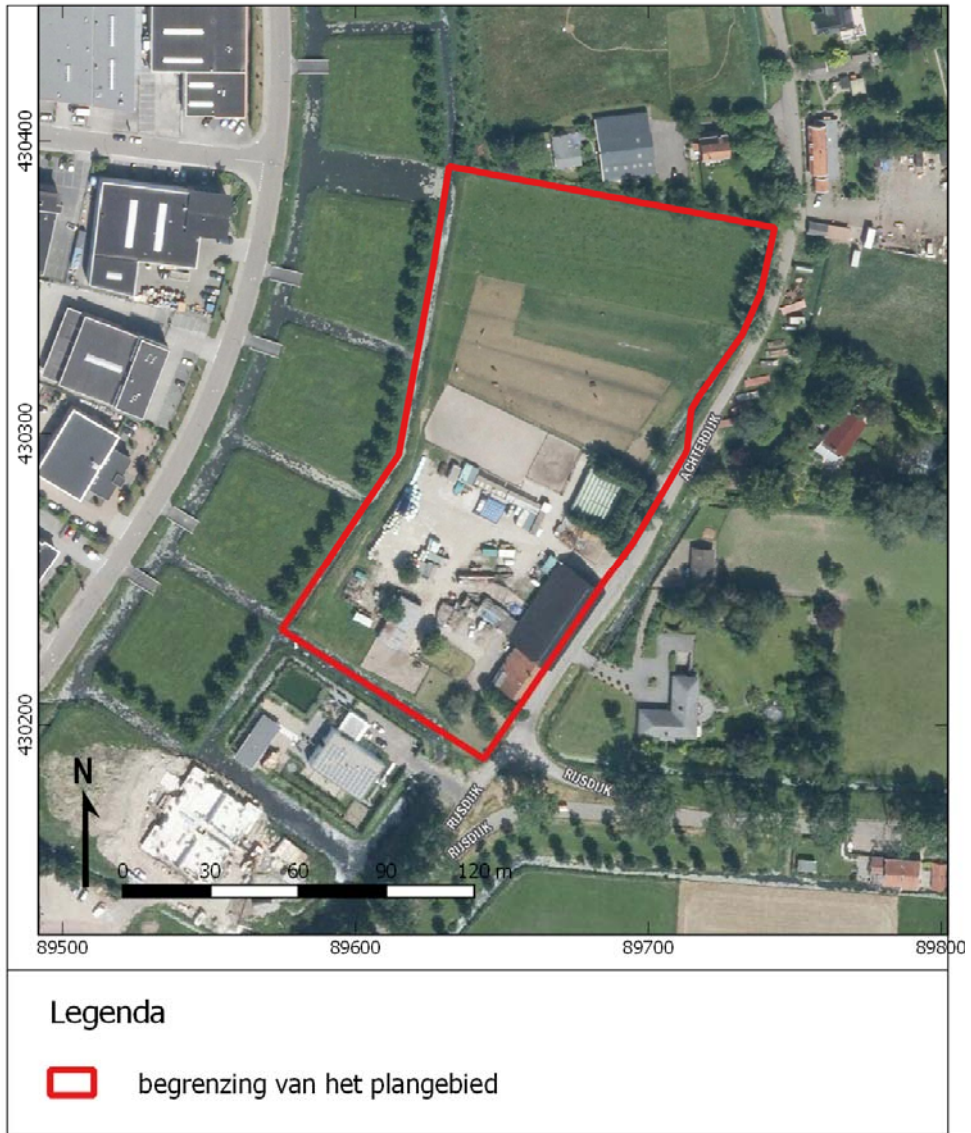 430400
430300
430200
ACHTERDIJK
RIJSDIJK
RIJSDIJK
RIJSDIJK
N
0 30 60 90 120 m
89500 89600 89700 89800
Legenda
begrenzing van het plangebied